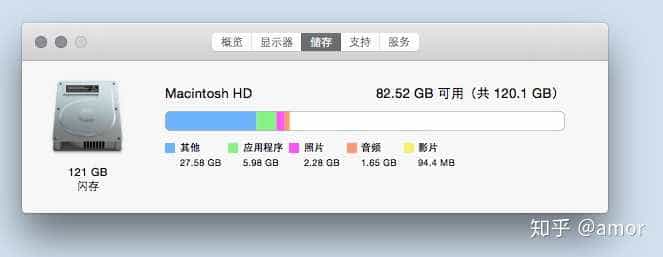 概览 显示器 储存 支持 服务
Macintosh HD 82.52 GB 可用（共 120.1 GB）
其他 应用程序 照片 音频 影片
27.58 GB 5.98 GB 2.28 GB 1.65 GB 94.4 MB
121 GB
闪存
知乎 @amor